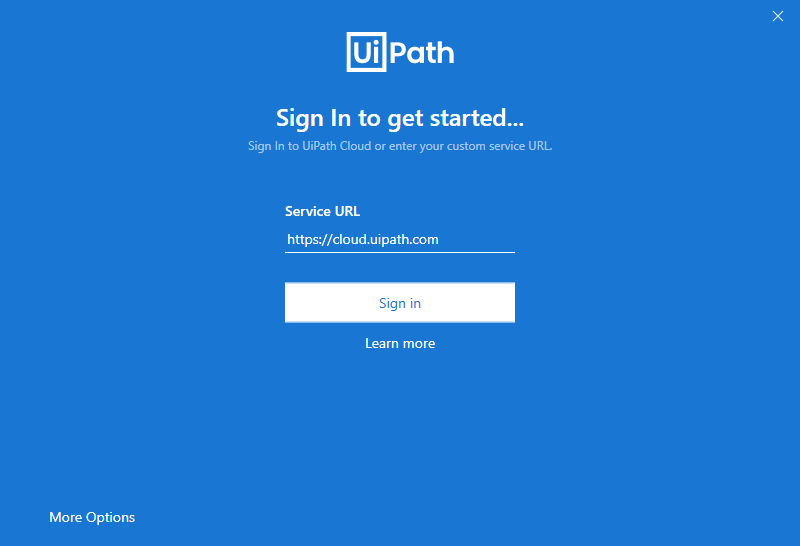 UiPath
Sign In to get started...
Sign In to UiPath Cloud or enter your custom service URL.
Service URL
https://cloud.uipath.com
Sign in
Learn more
More Options